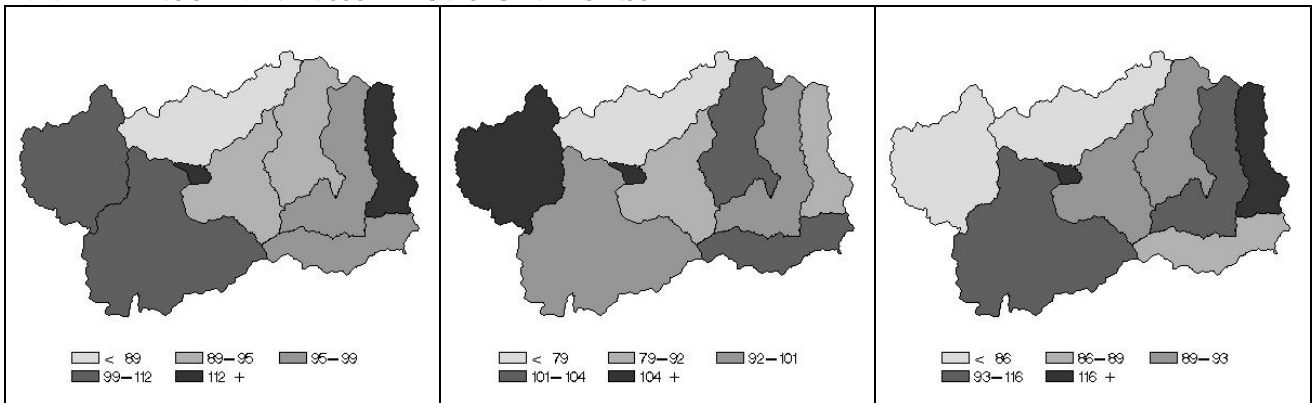 < 89 89–95 95–99
99–112 112 +
< 79 79–92 92–101
101–104 104 +
< 86 86–89 89–93
93–116 116 +